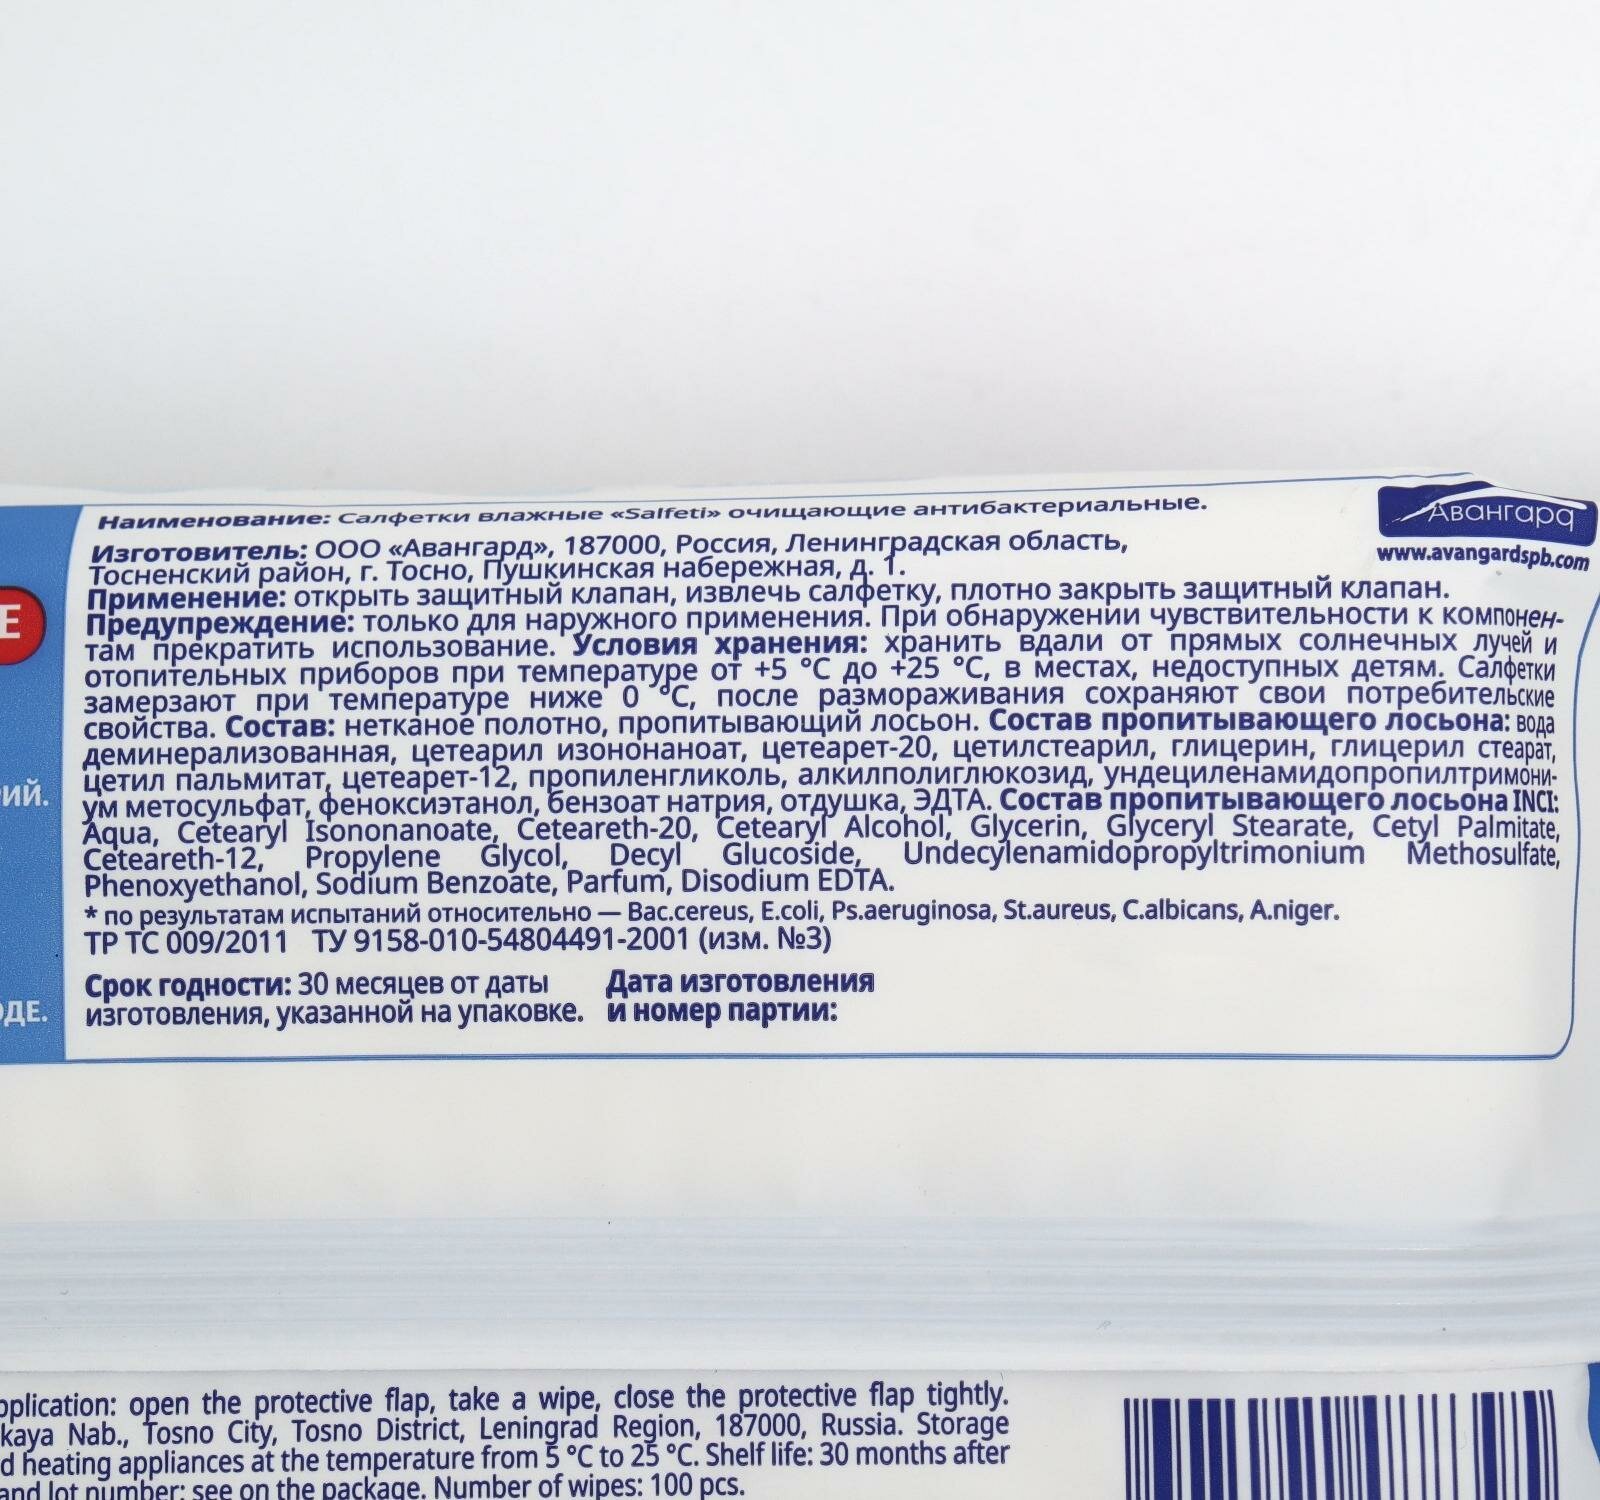 Наименование: Салфетки влажные «Salfeti» очищающие антибактериальные.
Авангард
www.avangardspb.com
Изготовитель: ООО «Авангард», 187000, Россия, Ленинградская область,
Тосненский район, г. Тосно, Пушкинская набережная, д. 1.
Применение: открыть защитный клапан, извлечь салфетку, плотно закрыть защитный клапан.
Предупреждение: только для наружного применения. При обнаружении чувствительности к компонен-
там прекратить использование. Условия хранения: хранить вдали от прямых солнечных лучей и
отопительных приборов при температуре от +5 °С до +25 °С, в местах, недоступных детям. Салфетки
замерзают при температуре ниже 0 °С, после размораживания сохраняют свои потребительские
свойства. Состав: нетканое полотно, пропитывающий лосьон. Состав пропитывающего лосьона: вода
деминерализованная, цетеарил изононаноат, цетеарет-20, цетилстеарил, глицерин, глицерил стеарат,
цетил пальмитат, цетеарет-12, пропиленгликоль, алкилполиглюкозид, ундециленамидопропилтримони-
ум метосульфат, феноксиэтанол, бензоат натрия, отдушка, ЭДТА. Состав пропитывающего лосьона INCI:
Aqua, Cetearyl Isononanoate, Ceteareth-20, Cetearyl Alcohol, Glycerin, Glyceryl Stearate, Cetyl Palmitate,
Ceteareth-12, Propylene Glycol, Decyl Glucoside, Undecylenamidopropyltrimonium Methosulfate,
Phenoxyethanol, Sodium Benzoate, Parfum, Disodium EDTA.
* по результатам испытаний относительно — Bac.cereus, E.coli, Ps.aeruginosa, St.aureus, C.albicans, A.niger.
ТР ТС 009/2011 ТУ 9158-010-54804491-2001 (изм. №3)
Срок годности: 30 месяцев от даты
изготовления, указанной на упаковке.
Дата изготовления
и номер партии:
Е
ИЙ.
ОДЕ.
pplication: open the protective flap, take a wipe, close the protective flap tightly.
kaya Nab., Tosno City, Tosno District, Leningrad Region, 187000, Russia. Storage
d heating appliances at the temperature from 5 °C to 25 °C. Shelf life: 30 months after
and lot number: see on the package. Number of wipes: 100 pcs.